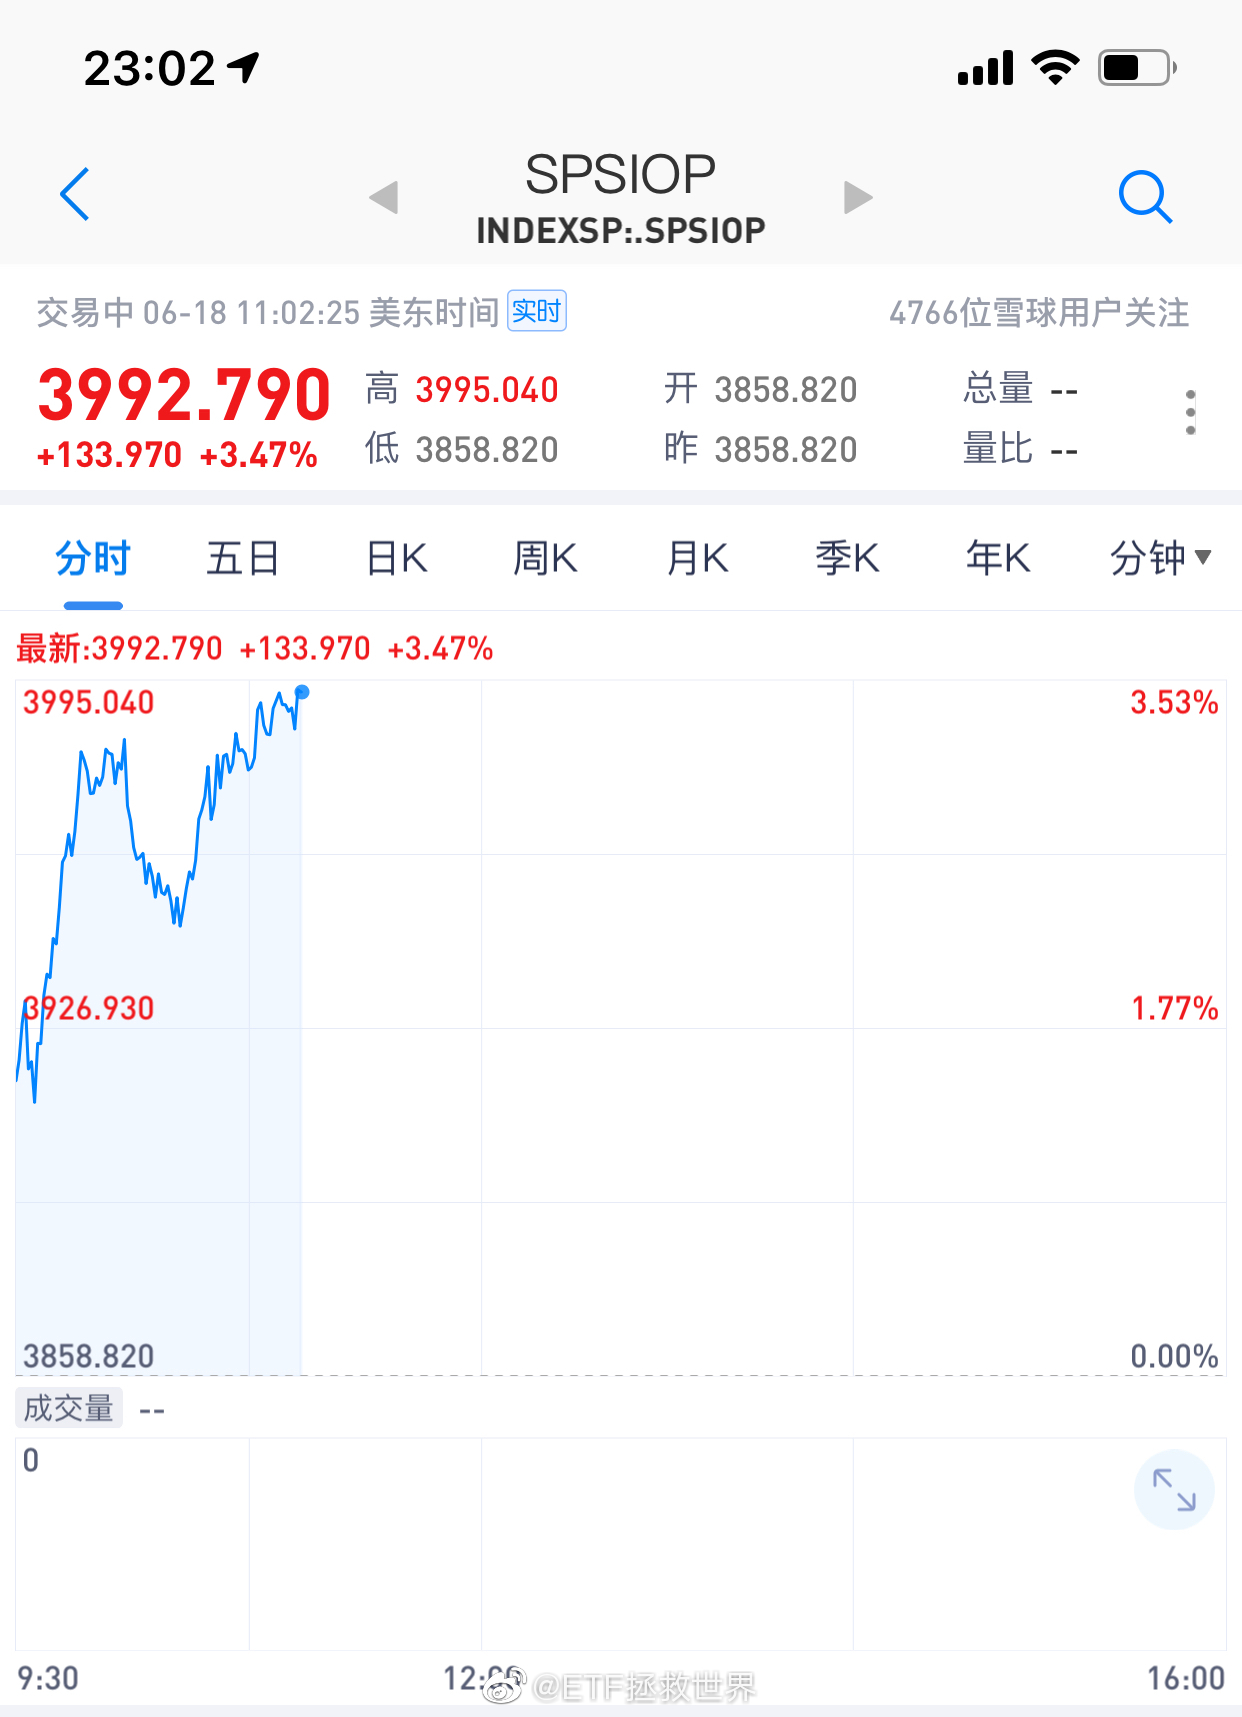 23:02
SPSIOP
INDEXSP:.SPSIOP
交易中 06-18 11:02:25 美东时间 实时 4766位雪球用户关注
3992.790 高 3995.040 开 3858.820 总量 --
+133.970 +3.47% 低 3858.820 昨 3858.820 量比 --
分时 五日 日K 周K 月K 季K 年K 分钟
最新:3992.790 +133.970 +3.47%
3995.040 3.53%
3926.930 1.77%
3858.820 0.00%
成交量 --
0
9:30 12:00 16:00
@ETF拯救世界